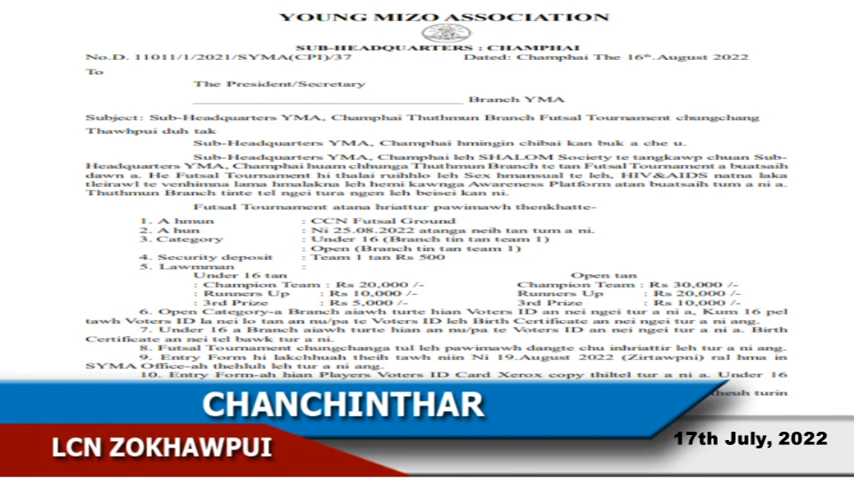 YOUNG MIZO ASSOCIATION
SUB-HEADQUARTERS : CHAMPHAI
No.D. 11011/1/2021/SYMA(CPI)/37 Dated: Champhai The 16th.August 2022
To
The President/Secretary
Branch YMA
Subject: Sub-Headquarters YMA, Champhai Thuthmun Branch Futsal Tournament chungchang
Thawhpui duh tak
Sub-Headquarters YMA, Champhai hmingin chibai kan buk a che u.
Sub-Headquarters YMA, Champhai leh SHALOM Society te tangkawp chuan Sub-
Headquarters YMA, Champhai huam chhunga Thuthmun Branch te tan Futsal Tournament a buatsaih
dawn a. He Futsal Tournament hi thalai ruihhlo leh Sex hmansual te leh, HIV&AIDS natna laka
tleirawl te venhimna lama hmalakna leh hemi kawnga Awareness Platform atan buatsaih tum a ni a.
Thuthmun Branch tinte tel ngei tura ngen leh beisei kan ni.
Futsal Tournament atana hriattur pawimawh thenkhatte-
1. A hmun : CCN Futsal Ground
2. A hun : Ni 25.08.2022 atanga neih tan tum a ni.
3. Category : Under 16 (Branch tin tan team 1)
: Open (Branch tin tan team 1)
4. Security deposit : Team 1 tan Rs 500
5. Lawmman :
Under 16 tan Open tan
: Champion Team : Rs 20,000 /- Champion Team : Rs 30,000 /-
: Runners Up : Rs 10,000 /- Runners Up : Rs 20,000 /-
: 3rd Prize : Rs 5,000 /- 3rd Prize : Rs 10,000 /-
6. Open Category-a Branch aiawh turte hian Voters ID an nei ngei tur a ni a, Kum 16 pel
tawh Voters ID la nei lo tan an nu/pa te Voters ID leh Birth Certificate an nei ngei tur a ni ang.
7. Under 16 a Branch aiawh turte hian an nu/pa te Voters ID an nei ngei tur a ni a. Birth
Certificate an nei tel bawk tur a ni.
8. Futsal Tournament chungchanga tul leh pawimawh dangte chu inhriattir leh tur a ni ang.
9. Entry Form hi lakchhuah theih tawh niin Ni 19.August 2022 (Zirtawpni) ral hma in
SYMA Office-ah thehluh leh tur a ni ang.
10. Entry Form-ah hian Players Voters ID Card Xerox copy thiltel tur a ni a. Under 16
theuh turin
CHANCHINTHAR
LCN ZOKHAWPUI
17th July, 2022